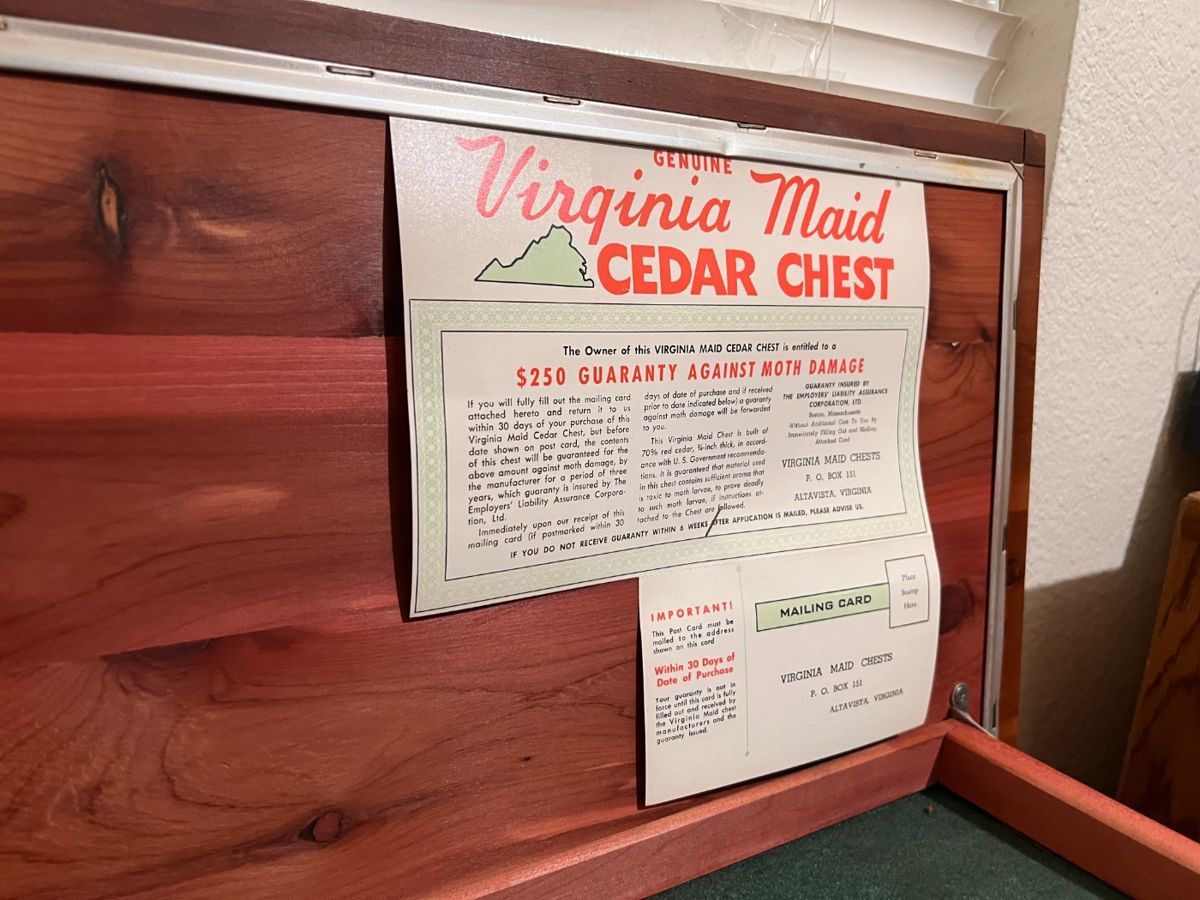 GENUINE
Virginia Maid
CEDAR CHEST
The Owner of this VIRGINIA MAID CEDAR CHEST is entitled to a
$250 GUARANTY AGAINST MOTH DAMAGE
If you will fully fill out the mailing card
attached hereto and return it to us
within 30 days of your purchase of this
Virginia Maid Cedar Chest, but before
date shown on post card, the contents
of this chest will be guaranteed for the
above amount against moth damage, by
the manufacturer for a period of three
years, which guaranty is insured by The
Employers' Liability Assurance Corpora-
tion, Ltd.
Immediately upon our receipt of this
mailing card (if postmarked within 30
days of date of purchase and if received
prior to date indicated below) a guaranty
against moth damage will be forwarded
to you.
This Virginia Maid Chest is built of
70% red cedar, ¾-inch thick, in accord-
ance with U. S. Government recommenda-
tions. It is guaranteed that material used
in this chest contains sufficient aroma that
is toxic to moth larvae, to prove deadly
to such moth larvae, if instructions at-
tached to the Chest are followed.
GUARANTY INSURED BY
THE EMPLOYERS' LIABILITY ASSURANCE
CORPORATION, LTD.
Boston, Massachusetts
Without Additional Cost To You By
Immediately Filling Out and Mailing
Attached Card
VIRGINIA MAID CHESTS
P. O. BOX 151
ALTAVISTA, VIRGINIA
IF YOU DO NOT RECEIVE GUARANTY WITHIN 6 WEEKS AFTER APPLICATION IS MAILED, PLEASE ADVISE US.
IMPORTANT!
This Post Card must be
mailed to the address
shown on this card
Within 30 Days of
Date of Purchase
Your guaranty is not in
force until this card is fully
filled out and received by
the Virginia Maid chest
manufacturers and the
guaranty issued.
MAILING CARD
Place
Stamp
Here
VIRGINIA MAID CHESTS
P. O. BOX 151
ALTAVISTA, VIRGINIA